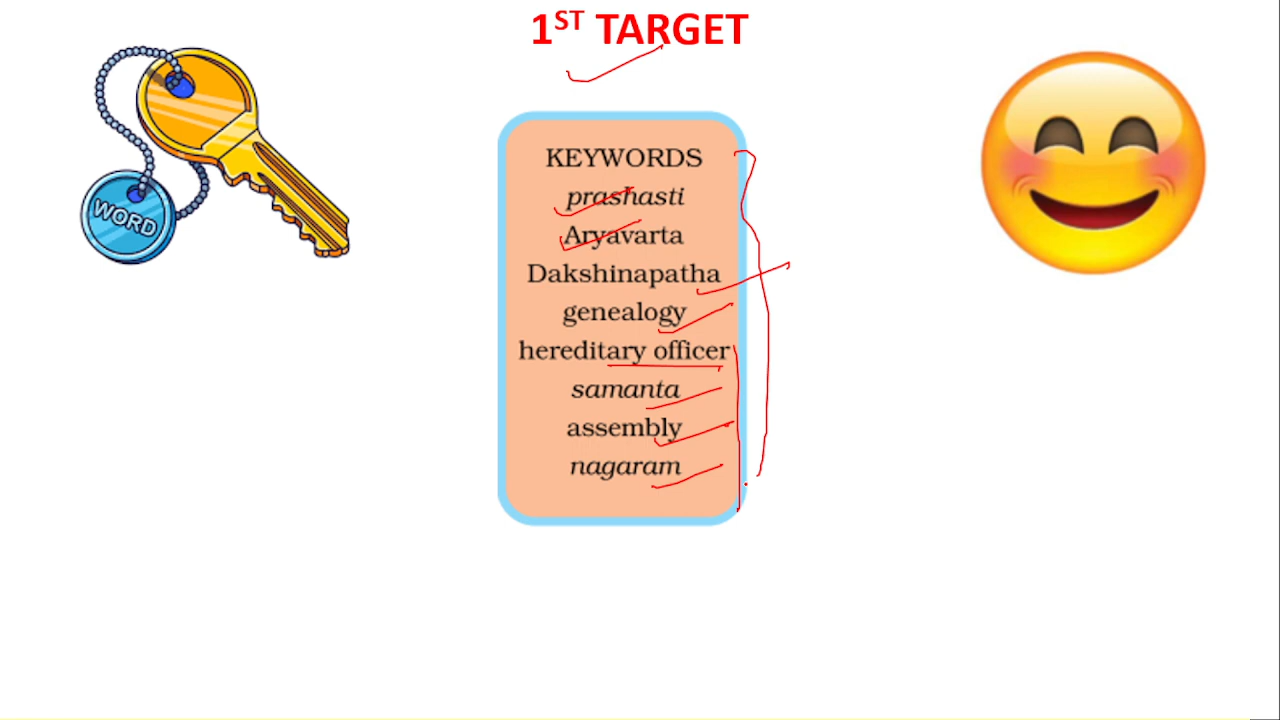 1ST TARGET
WORD
KEYWORDS
prashasti
Aryavarta
Dakshinapatha
genealogy
hereditary officer
samanta
assembly
nagaram